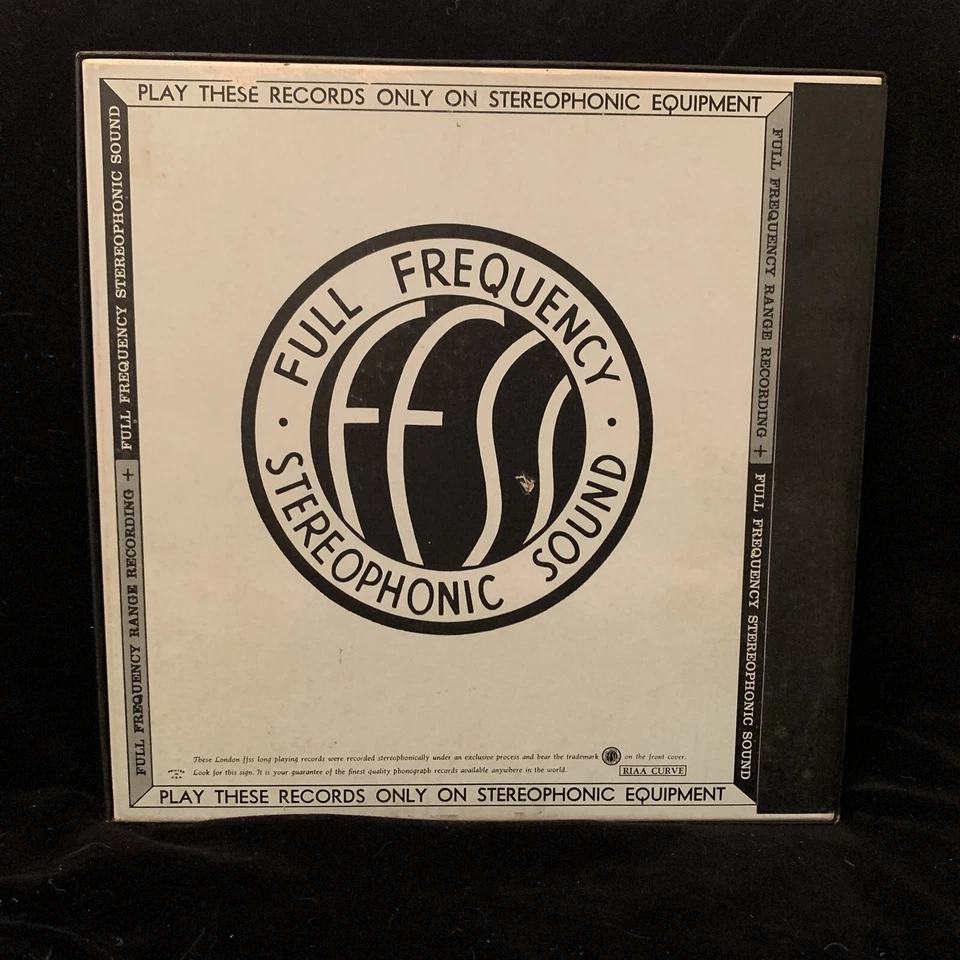 PLAY THESE RECORDS ONLY ON STEREOPHONIC EQUIPMENT
FULL FREQUENCY RANGE RECORDING + FULL FREQUENCY STEREOPHONIC SOUND
FULL FREQUENCY RANGE RECORDING + FULL FREQUENCY STEREOPHONIC SOUND
FULL FREQUENCY
FFSS
· STEREOPHONIC SOUND ·
These London ffss long playing records were recorded stereophonically under an exclusive process and bear the trademark on the front cover.
Look for this sign. It is your guarantee of the finest quality phonograph records available anywhere in the world.
RIAA CURVE
PLAY THESE RECORDS ONLY ON STEREOPHONIC EQUIPMENT